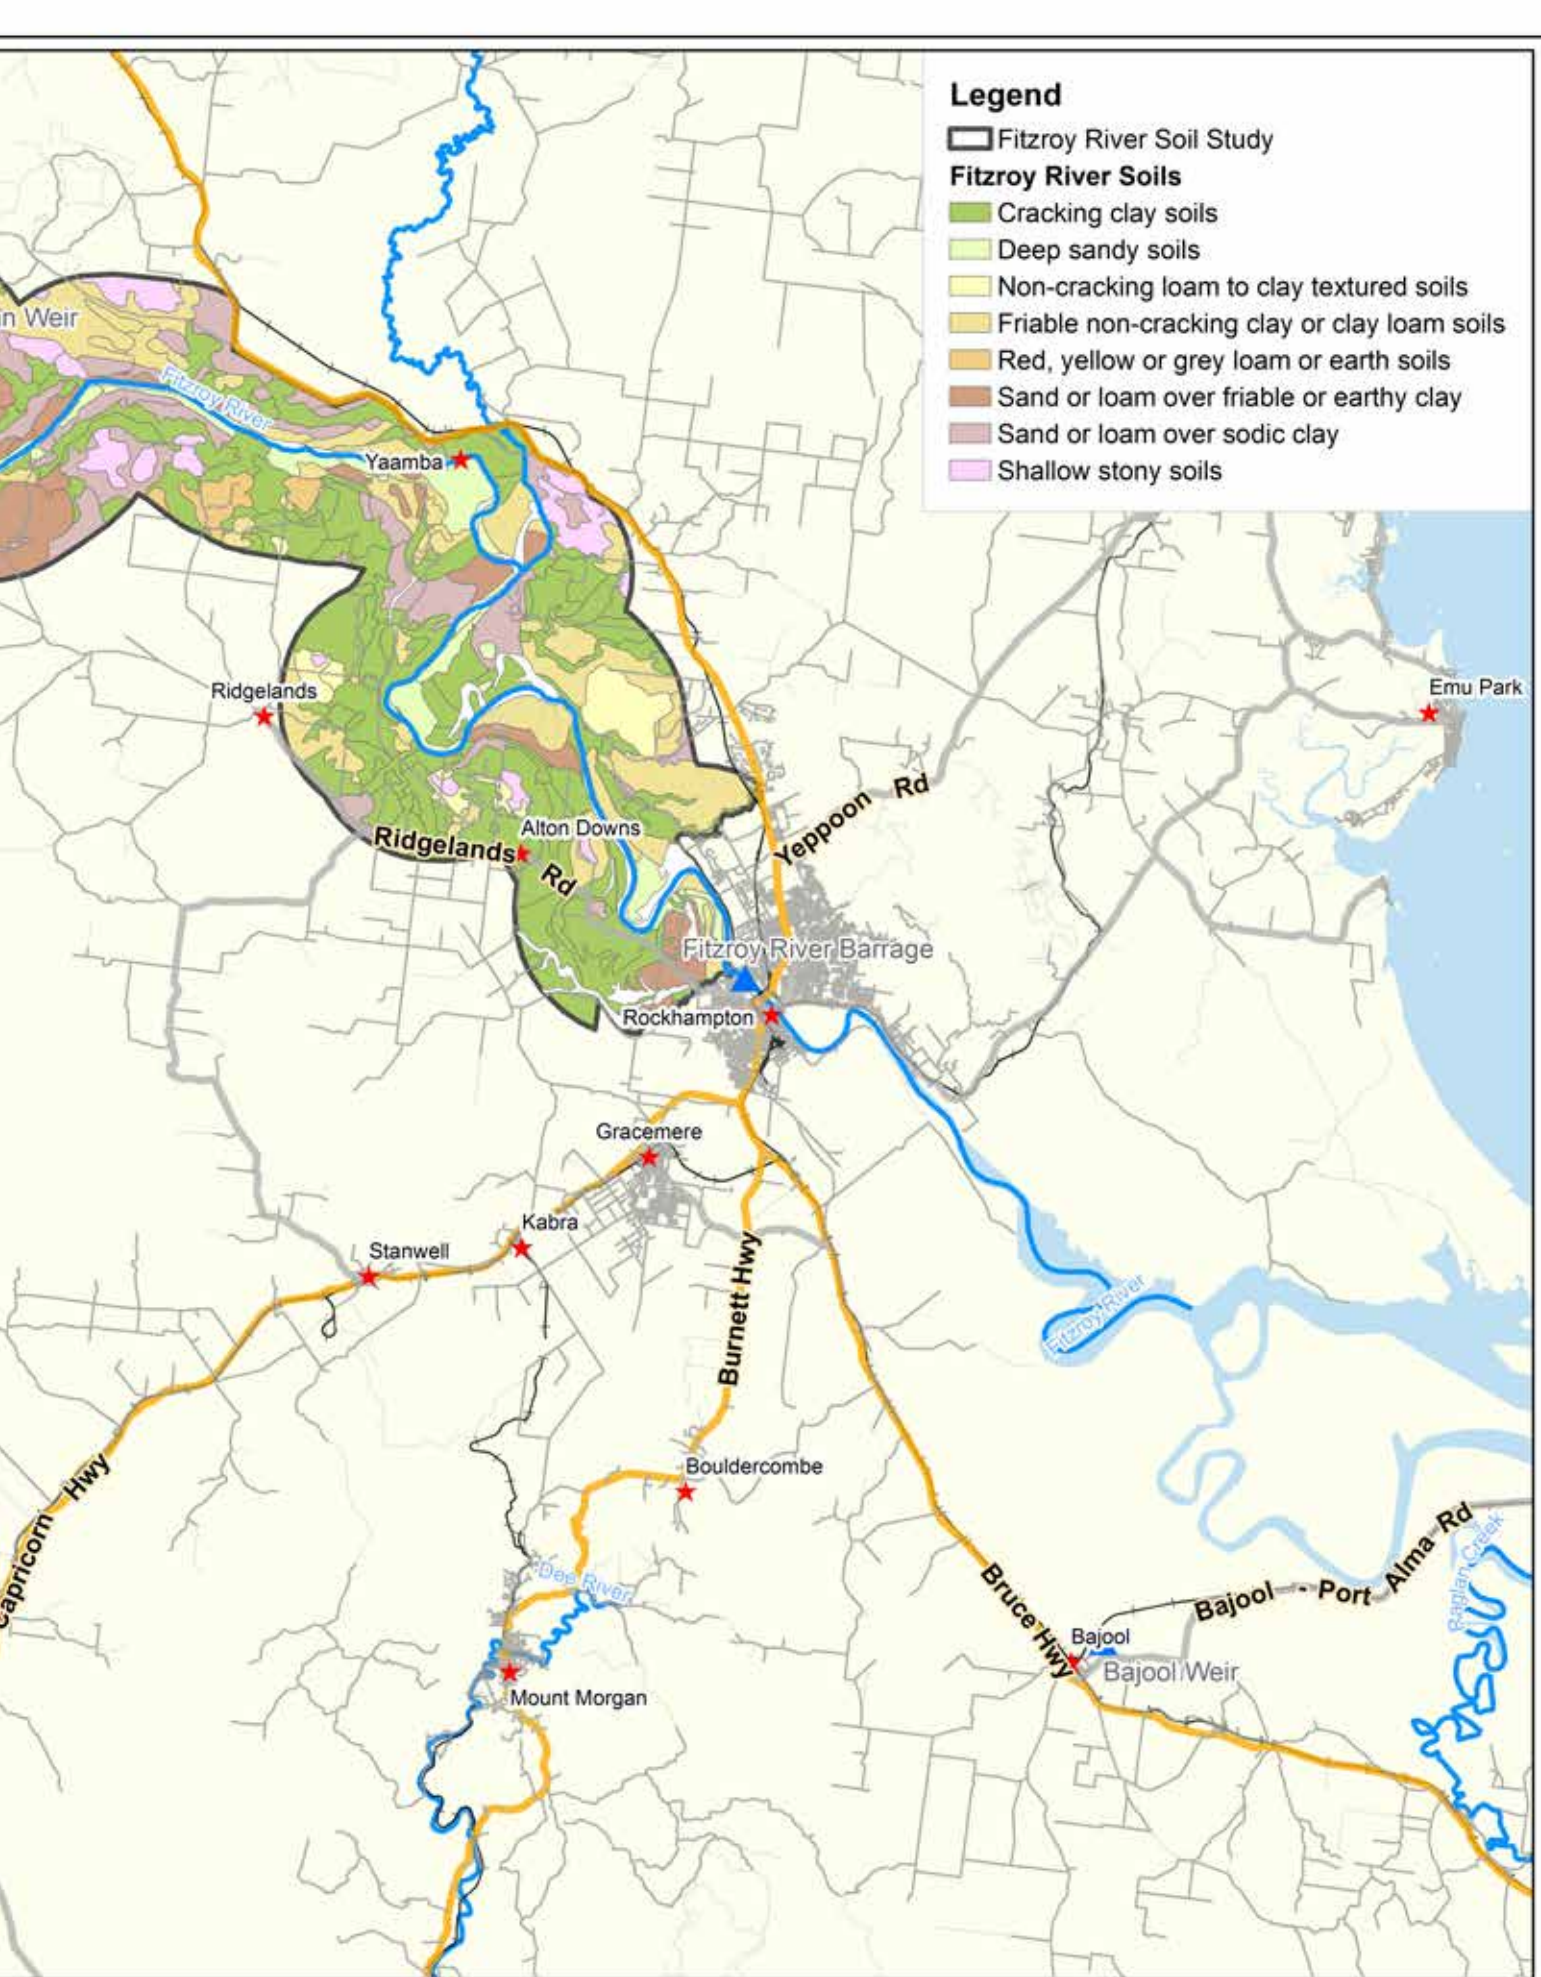 Legend
Fitzroy River Soil Study
Fitzroy River Soils
Cracking clay soils
Deep sandy soils
Non-cracking loam to clay textured soils
Friable non-cracking clay or clay loam soils
Red, yellow or grey loam or earth soils
Sand or loam over friable or earthy clay
Sand or loam over sodic clay
Shallow stony soils
in Weir
Fitzroy River
Yaamba
Ridgelands
Emu Park
Yeppoon Rd
Alton Downs
Ridgelands Rd
Fitzroy River Barrage
Rockhampton
Gracemere
Kabra
Stanwell
Burnett Hwy
Fitzroy River
Capricorn Hwy
Bouldercombe
Dee River
Bruce Hwy
Bajool - Port Alma Rd
Raglan Creek
Bajool
Bajool Weir
Mount Morgan